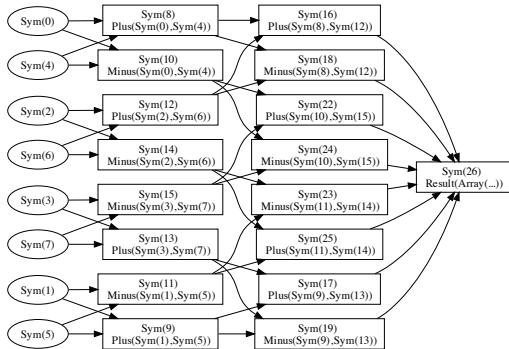 Sym(0)
Sym(4)
Sym(2)
Sym(6)
Sym(3)
Sym(7)
Sym(1)
Sym(5)
Sym(8)
Plus(Sym(0),Sym(4))
Sym(10)
Minus(Sym(0),Sym(4))
Sym(12)
Plus(Sym(2),Sym(6))
Sym(14)
Minus(Sym(2),Sym(6))
Sym(15)
Minus(Sym(3),Sym(7))
Sym(13)
Plus(Sym(3),Sym(7))
Sym(11)
Minus(Sym(1),Sym(5))
Sym(9)
Plus(Sym(1),Sym(5))
Sym(16)
Plus(Sym(8),Sym(12))
Sym(18)
Minus(Sym(8),Sym(12))
Sym(22)
Plus(Sym(10),Sym(15))
Sym(24)
Minus(Sym(10),Sym(15))
Sym(23)
Minus(Sym(11),Sym(14))
Sym(25)
Plus(Sym(11),Sym(14))
Sym(17)
Plus(Sym(9),Sym(13))
Sym(19)
Minus(Sym(9),Sym(13))
Sym(26)
Result(Array(...))